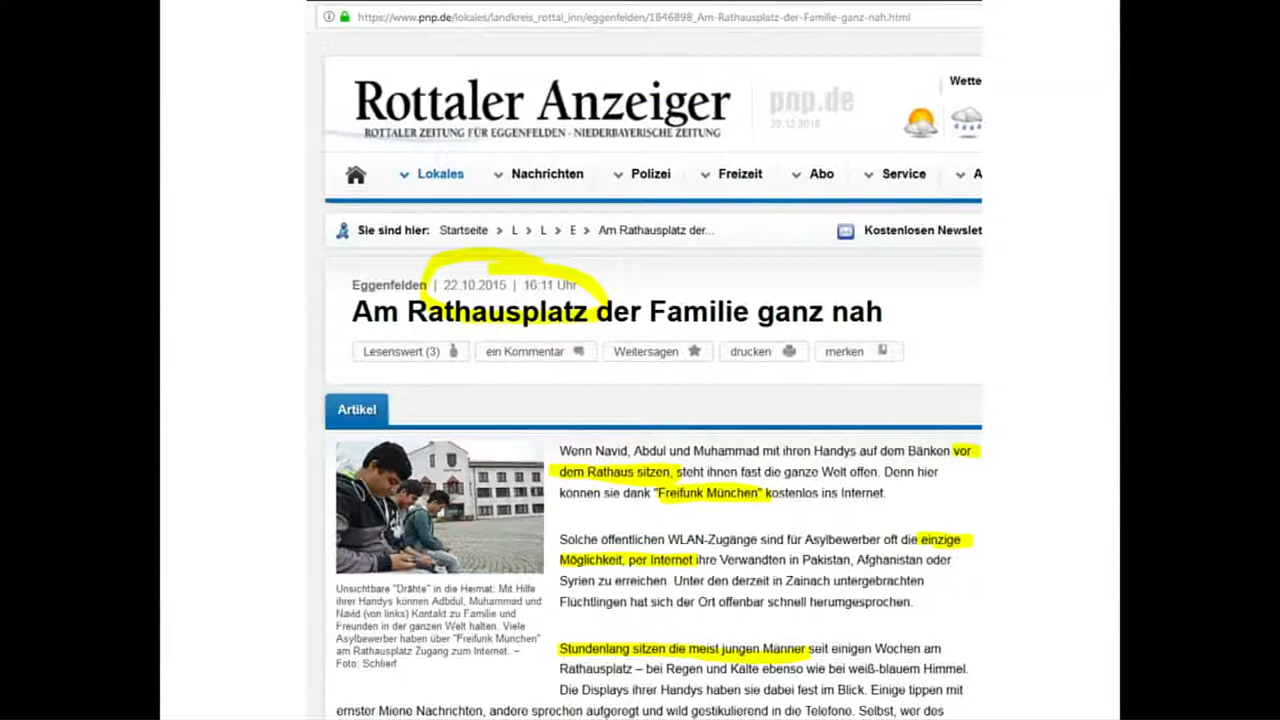 https://www.pnp.de/lokales/landkreis_rottal_inn/eggenfelden/1846898_Am-Rathausplatz-der-Familie-ganz-nah.html
Rottaler Anzeiger
ROTTALER ZEITUNG FÜR EGGENFELDEN · NIEDERBAYERISCHE ZEITUNG
pnp.de
Wette
Lokales Nachrichten Polizei Freizeit Abo Service A
Sie sind hier: Startseite > L > L > E > Am Rathausplatz der...
Kostenlosen Newslet
Eggenfelden | 22.10.2015 | 16:11 Uhr
Am Rathausplatz der Familie ganz nah
Lesenswert (3) ein Kommentar Weitersagen drucken merken
Artikel
Unsichtbare "Drähte" in die Heimat: Mit Hilfe
ihrer Handys können Adbdul, Muhammad und
Navid (von links) Kontakt zu Familie und
Freunden in der ganzen Welt halten. Viele
Asylbewerber haben über "Freifunk München"
am Rathausplatz Zugang zum Internet. –
Foto: Schlierf
Wenn Navid, Abdul und Muhammad mit ihren Handys auf dem Bänken vor
dem Rathaus sitzen, steht ihnen fast die ganze Welt offen. Denn hier
können sie dank "Freifunk München" kostenlos ins Internet.
Solche öffentlichen WLAN-Zugänge sind für Asylbewerber oft die einzige
Möglichkeit, per Internet ihre Verwandten in Pakistan, Afghanistan oder
Syrien zu erreichen. Unter den derzeit in Zainach untergebrachten
Flüchtlingen hat sich der Ort offenbar schnell herumgesprochen.
Stundenlang sitzen die meist jungen Männer seit einigen Wochen am
Rathausplatz – bei Regen und Kälte ebenso wie bei weiß-blauem Himmel.
Die Displays ihrer Handys haben sie dabei fest im Blick. Einige tippen mit
ernster Miene Nachrichten, andere sprechen aufgeregt und wild gestikulierend in die Telefone. Selbst, wer des